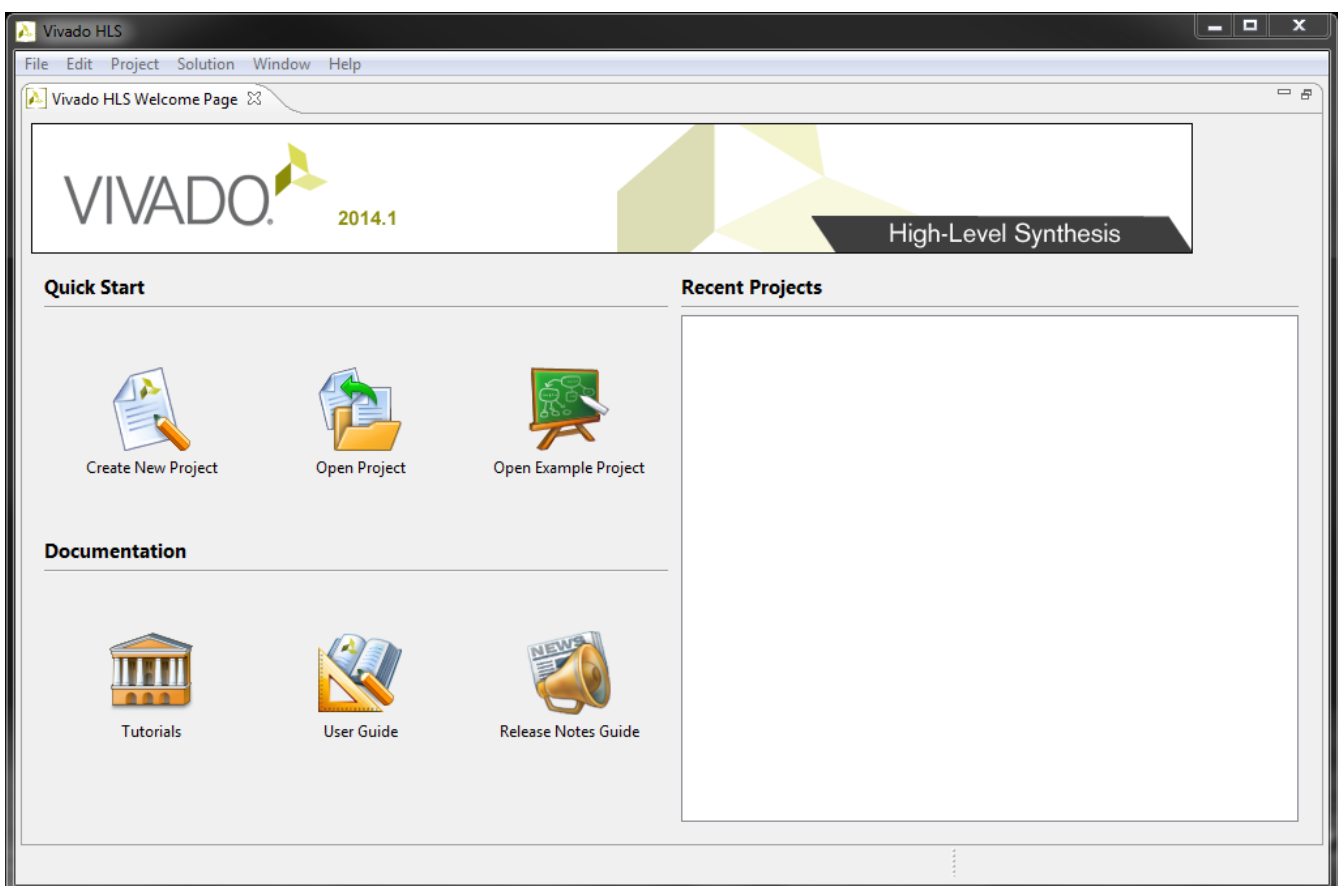 Vivado HLS
File Edit Project Solution Window Help
Vivado HLS Welcome Page
VIVADO. 2014.1
High-Level Synthesis
Quick Start
Create New Project Open Project Open Example Project
Documentation
NEWS
Tutorials User Guide Release Notes Guide
Recent Projects